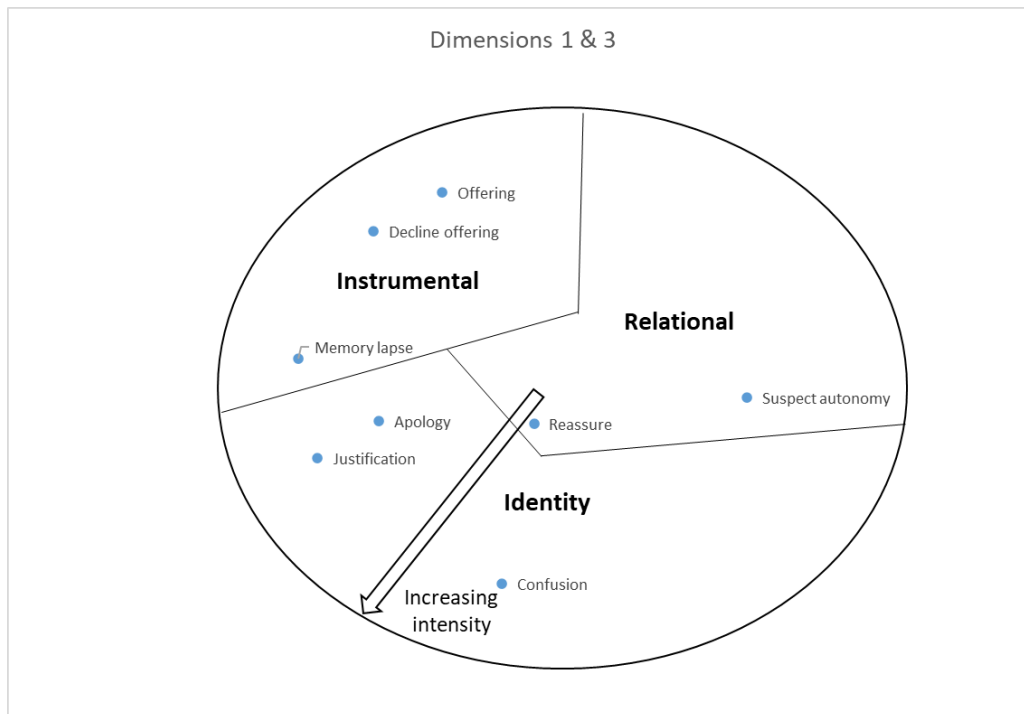 Dimensions 1 & 3
Offering
Decline offering
Instrumental
Relational
Memory lapse
Suspect autonomy
Apology
Reassure
Justification
Identity
Confusion
Increasing
intensity